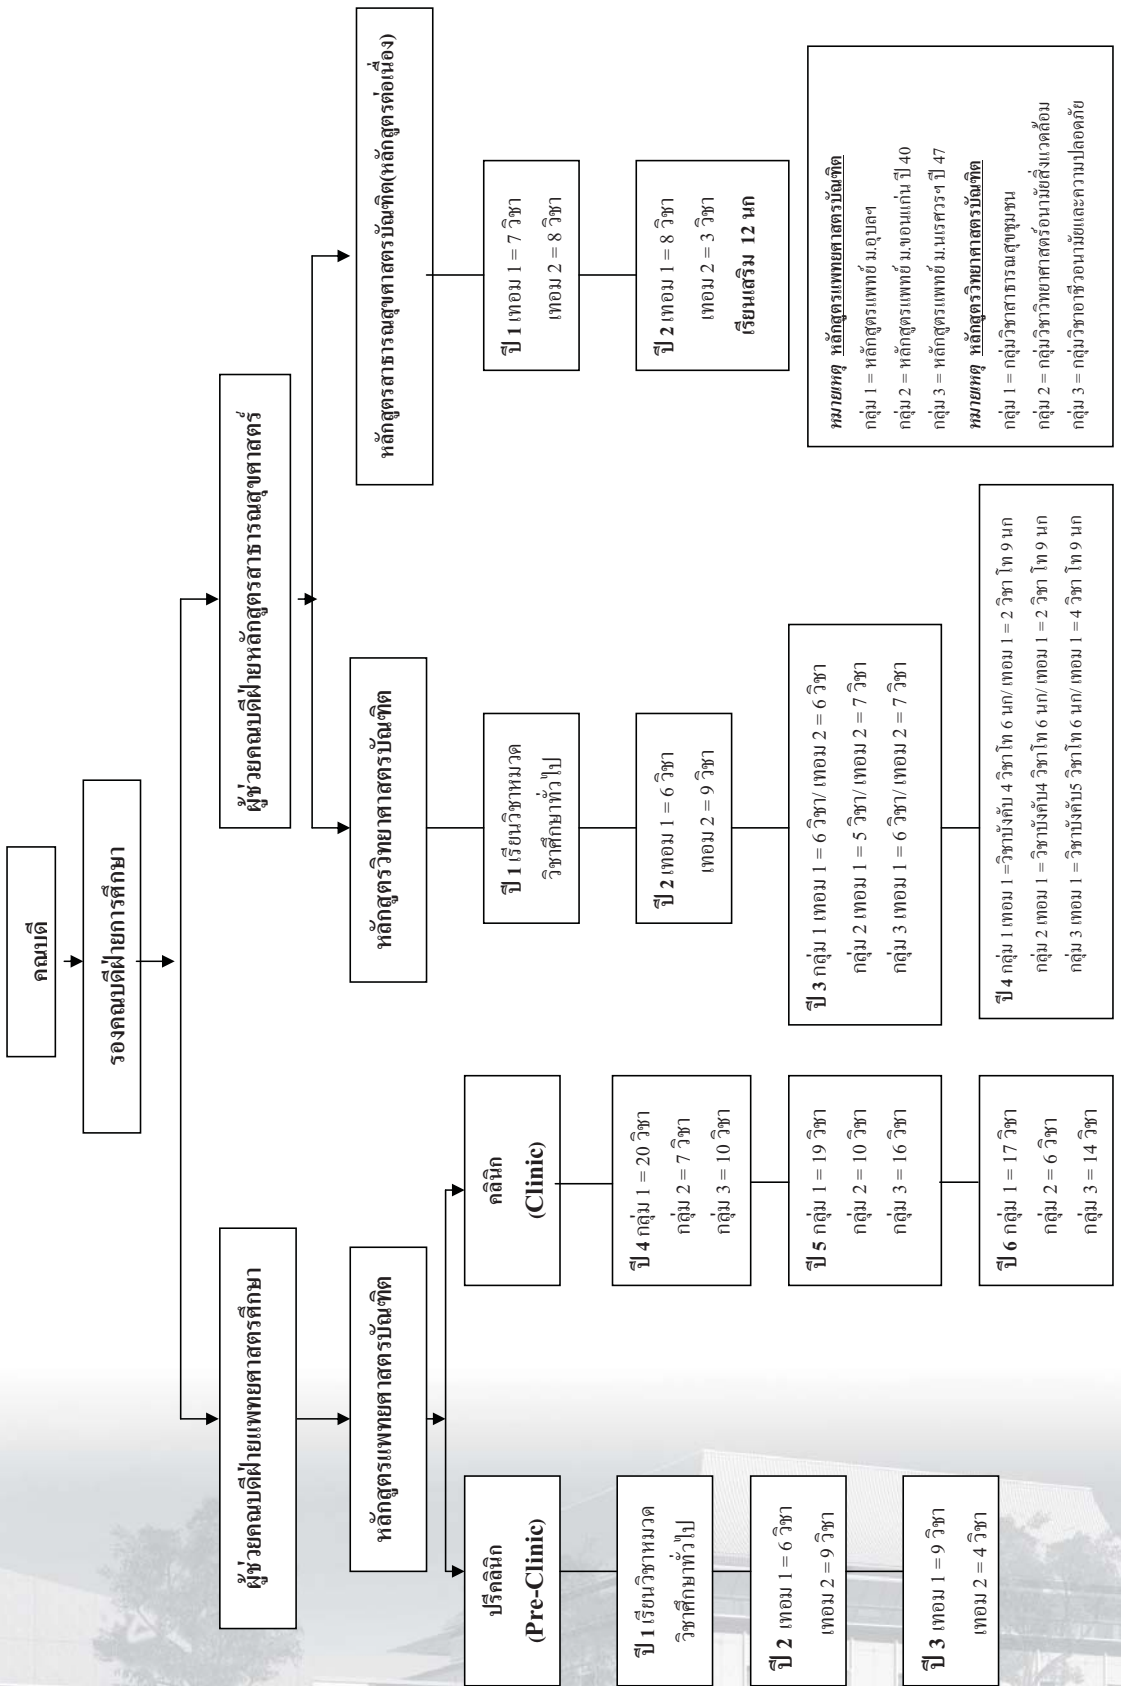 คณบดี
รองคณบดีฝ่ายการศึกษา
ผู้ช่วยคณบดีฝ่ายแพทยศาสตรศึกษา
หลักสูตรแพทยศาสตรบัณฑิต
ปรีคลินิก
(Pre-Clinic)
ปี 1 เรียนวิชาหมวด
วิชาศึกษาทั่วไป
ปี 2 เทอม 1 = 6 วิชา
เทอม 2 = 9 วิชา
ปี 3 เทอม 1 = 9 วิชา
เทอม 2 = 4 วิชา
คลินิก
(Clinic)
ปี 4 กลุ่ม 1 = 20 วิชา
กลุ่ม 2 = 7 วิชา
กลุ่ม 3 = 10 วิชา
ปี 5 กลุ่ม 1 = 19 วิชา
กลุ่ม 2 = 10 วิชา
กลุ่ม 3 = 16 วิชา
ปี 6 กลุ่ม 1 = 17 วิชา
กลุ่ม 2 = 6 วิชา
กลุ่ม 3 = 14 วิชา
ผู้ช่วยคณบดีฝ่ายหลักสูตรสาธารณสุขศาสตร์
หลักสูตรวิทยาศาสตรบัณฑิต
ปี 1 เรียนวิชาหมวด
วิชาศึกษาทั่วไป
ปี 2 เทอม 1 = 6 วิชา
เทอม 2 = 9 วิชา
ปี 3 กลุ่ม 1 เทอม 1 = 6 วิชา/ เทอม 2 = 6 วิชา
กลุ่ม 2 เทอม 1 = 5 วิชา/ เทอม 2 = 7 วิชา
กลุ่ม 3 เทอม 1 = 6 วิชา/ เทอม 2 = 7 วิชา
ปี 4 กลุ่ม 1 เทอม 1 =วิชาบังคับ 4 วิชาโท 6 นก/ เทอม 1 = 2 วิชา โท 9 นก
กลุ่ม 2 เทอม 1 = วิชาบังคับ4 วิชาโท 6 นก/ เทอม 1 = 2 วิชา โท 9 นก
กลุ่ม 3 เทอม 1 = วิชาบังคับ5 วิชาโท 6 นก/ เทอม 1 = 4 วิชา โท 9 นก
หลักสูตรสาธารณสุขศาสตรบัณฑิต(หลักสูตรต่อเนื่อง)
ปี 1 เทอม 1 = 7 วิชา
เทอม 2 = 8 วิชา
ปี 2 เทอม 1 = 8 วิชา
เทอม 2 = 3 วิชา
เรียนเสริม 12 นก
หมายเหตุ หลักสูตรแพทยศาสตรบัณฑิต
กลุ่ม 1 = หลักสูตรแพทย์ ม.อุบลฯ
กลุ่ม 2 = หลักสูตรแพทย์ ม.ขอนแก่น ปี 40
กลุ่ม 3 = หลักสูตรแพทย์ ม.นเรศวรฯ ปี 47
หมายเหตุ หลักสูตรวิทยาศาสตรบัณฑิต
กลุ่ม 1 = กลุ่มวิชาสาธารณสุขชุมชน
กลุ่ม 2 = กลุ่มวิชาวิทยาศาสตร์อนามัยสิ่งแวดล้อม
กลุ่ม 3 = กลุ่มวิชาอาชีวอนามัยและความปลอดภัย